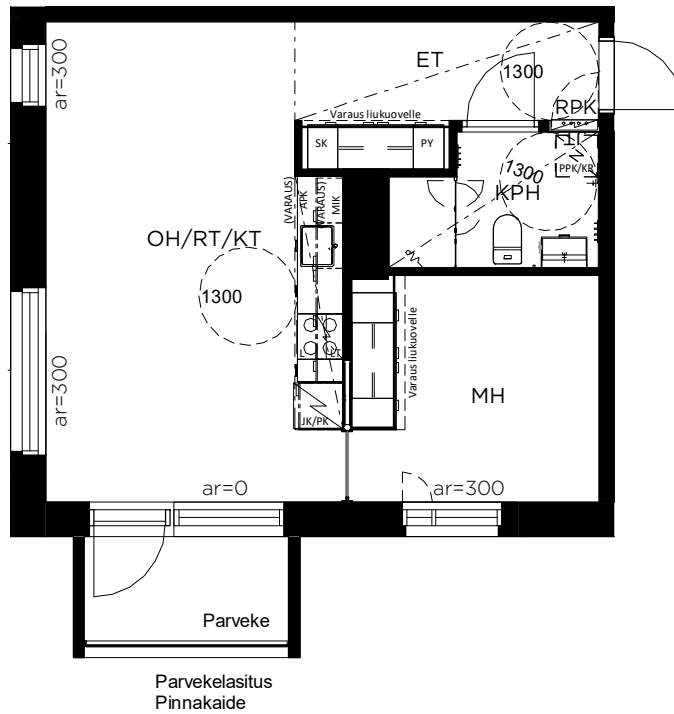 ar=300
ET
1300
RPK
Varaus liukuovelle
SK
PY
PPK/KR
1300
KPH
(VARAUS)
APK
(VARAUS)
MIK
OH/RT/KT
1300
L
JK/PK
Varaus liukuovelle
MH
ar=300
ar=0
ar=300
Parveke
Parvekelasitus
Pinnakaide